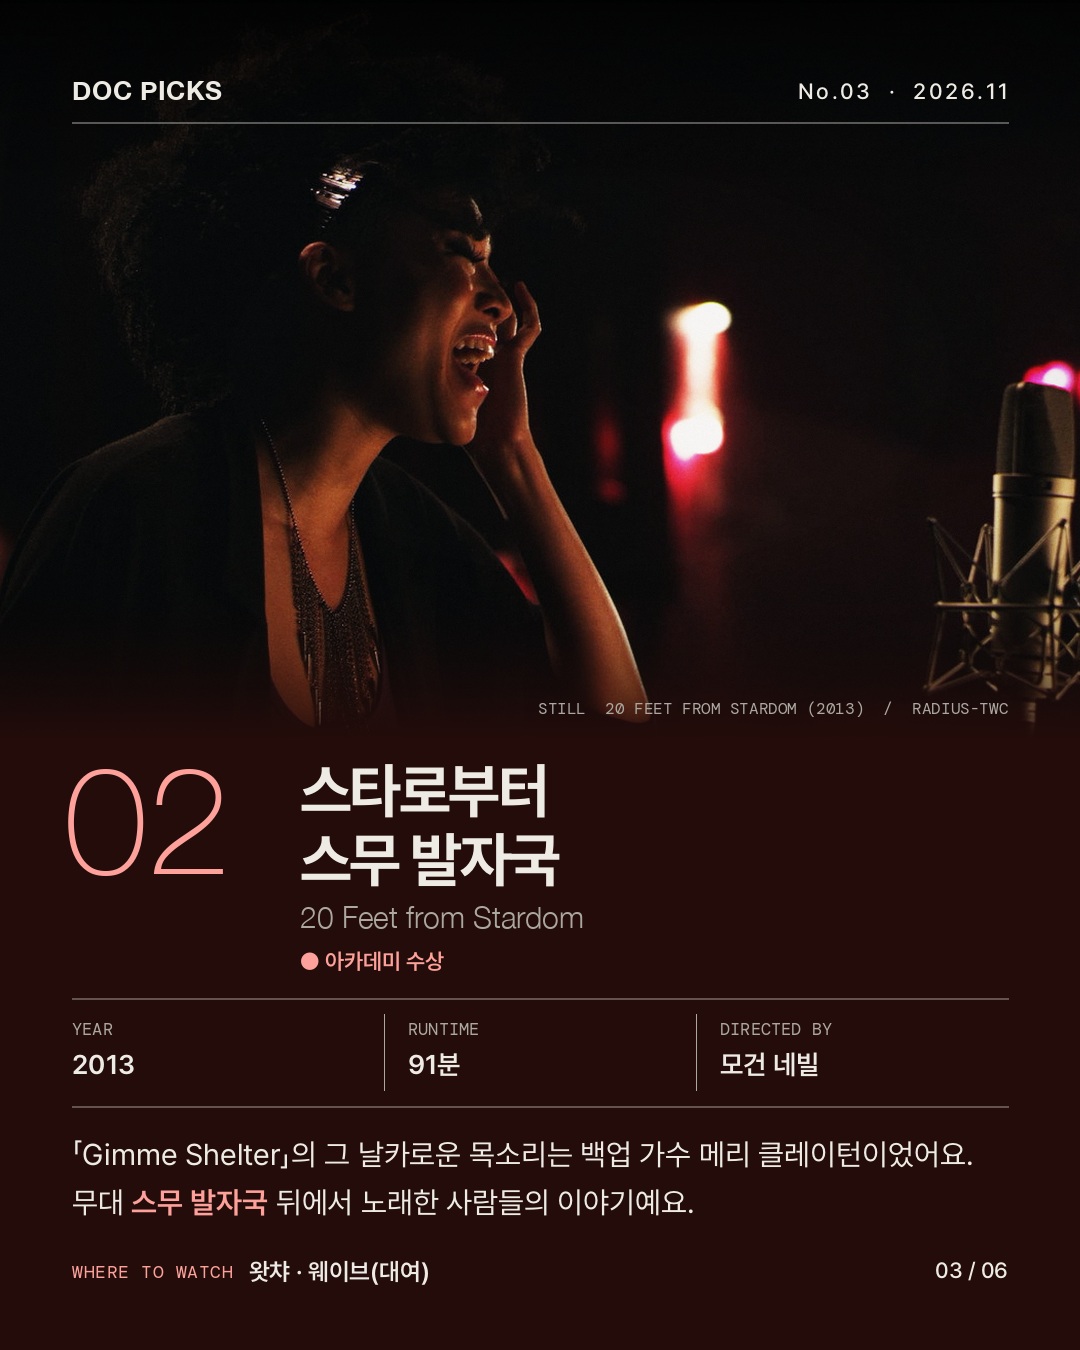 DOC PICKS
No.03 · 2026.11
STILL 20 FEET FROM STARDOM (2013) / RADIUS-TWC
02
스타로부터
스무 발자국
20 Feet from Stardom
● 아카데미 수상
YEAR
2013
RUNTIME
91분
DIRECTED BY
모건 네빌
「Gimme Shelter」의 그 날카로운 목소리는 백업 가수 메리 클레이턴이었어요.
무대 스무 발자국 뒤에서 노래한 사람들의 이야기예요.
WHERE TO WATCH 왓챠 · 웨이브(대여)
03 / 06